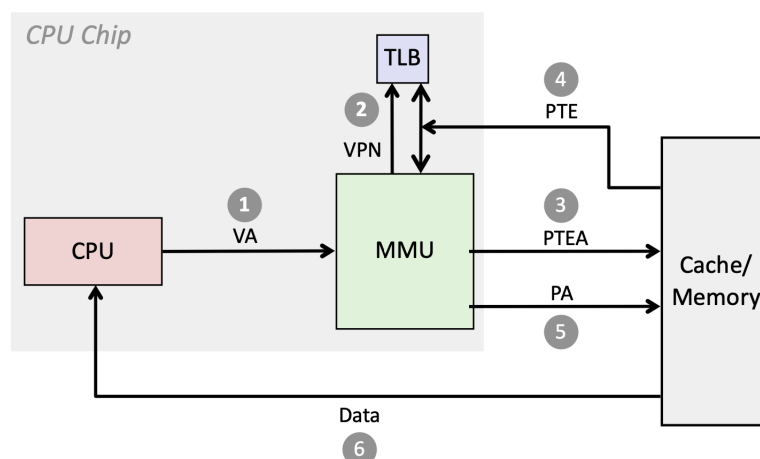 CPU Chip
TLB
4
PTE
2
VPN
1
VA
3
PTEA
CPU
MMU
Cache/
Memory
PA
5
Data
6